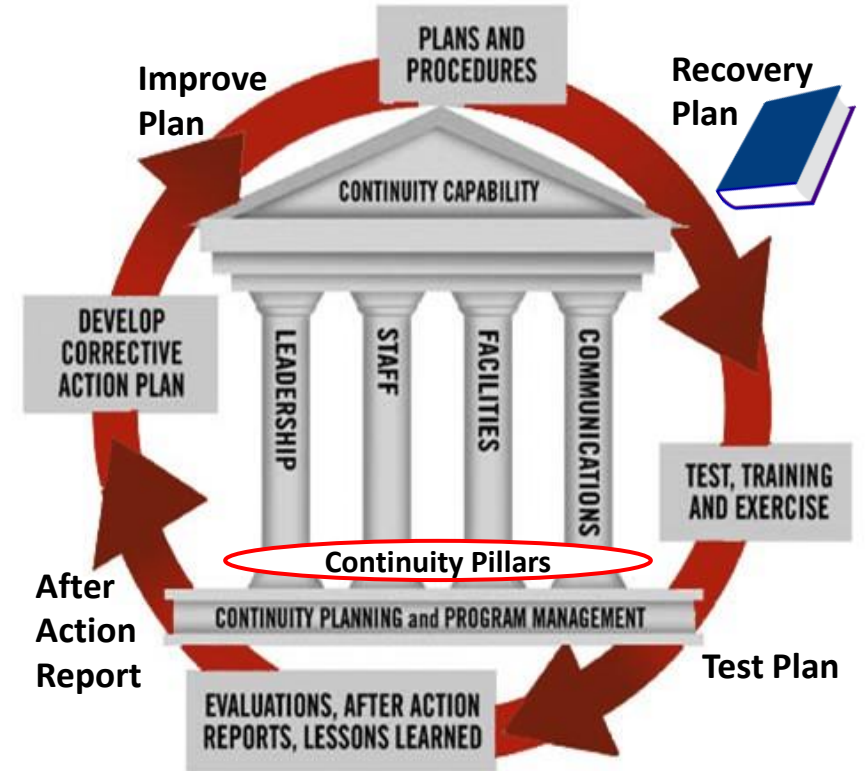 PLANS AND
PROCEDURES
Improve
Plan
Recovery
Plan
CONTINUITY CAPABILITY
DEVELOP
CORRECTIVE
ACTION PLAN
LEADERSHIP
STAFF
FACILITIES
COMMUNICATIONS
TEST, TRAINING
AND EXERCISE
Continuity Pillars
After
Action
Report
CONTINUITY PLANNING and PROGRAM MANAGEMENT
Test Plan
EVALUATIONS, AFTER ACTION
REPORTS, LESSONS LEARNED